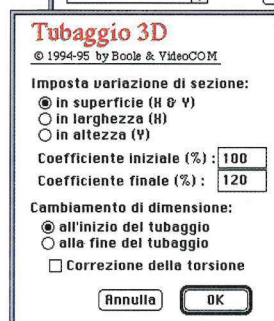 Tubaggio 3D
© 1994-95 by Boole & VideoCOM
Imposta variazione di sezione:
in superficie (X & Y)
in larghezza (X)
in altezza (Y)
Coefficiente iniziale (%) : 100
Coefficiente finale (%) : 120
Cambiamento di dimensione:
all'inizio del tubaggio
alla fine del tubaggio
Correzione della torsione
Annulla OK